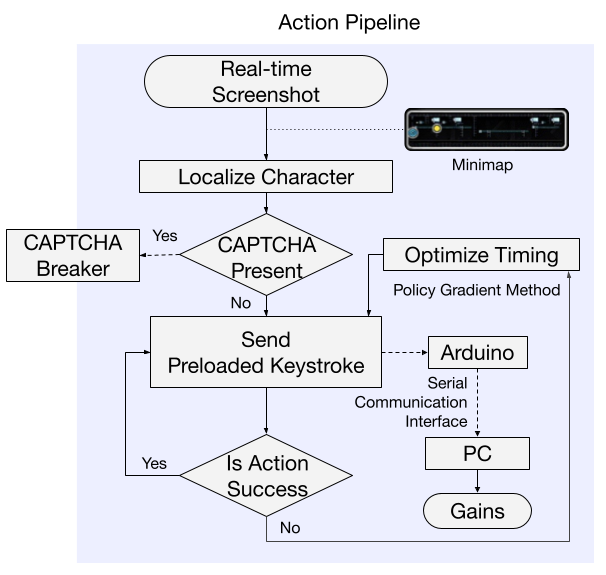 Action Pipeline
Real-time
Screenshot
Minimap
Localize Character
CAPTCHA
Present
Yes
CAPTCHA
Breaker
No
Optimize Timing
Policy Gradient Method
Send
Preloaded Keystroke
Arduino
Serial
Communication
Interface
PC
Gains
Is Action
Success
Yes
No